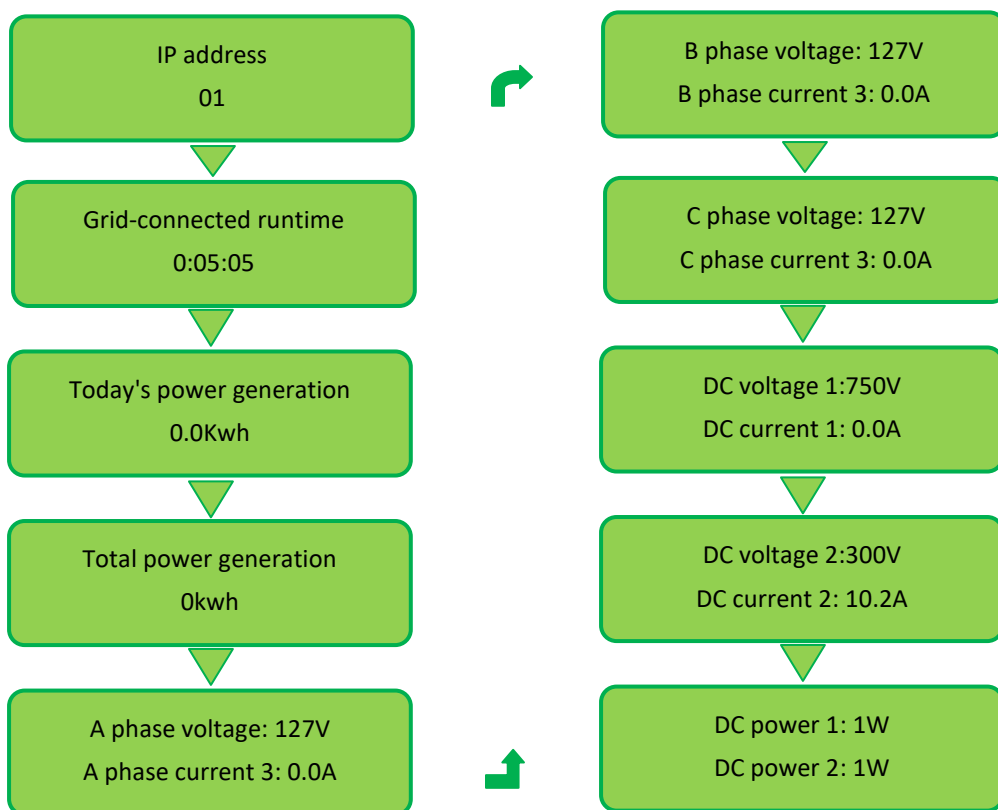 IP address
01
Grid-connected runtime
0:05:05
Today's power generation
0.0Kwh
Total power generation
0kwh
A phase voltage: 127V
A phase current 3: 0.0A
B phase voltage: 127V
B phase current 3: 0.0A
C phase voltage: 127V
C phase current 3: 0.0A
DC voltage 1:750V
DC current 1: 0.0A
DC voltage 2:300V
DC current 2: 10.2A
DC power 1: 1W
DC power 2: 1W